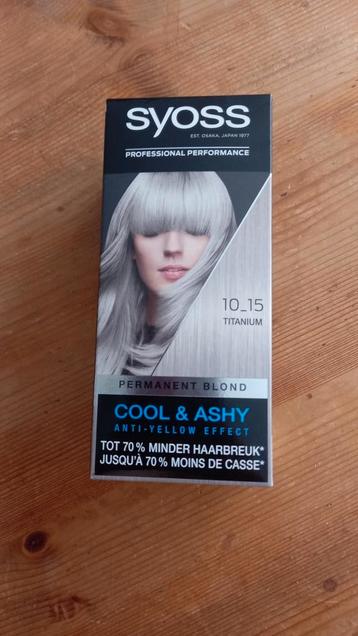 syoss
EST. OSAKA, JAPAN 1977
PROFESSIONAL PERFORMANCE
10_15
TITANIUM
PERMANENT BLOND
COOL & ASHY
ANTI-YELLOW EFFECT
TOT 70% MINDER HAARBREUK*
JUSQU'À 70% MOINS DE CASSE*